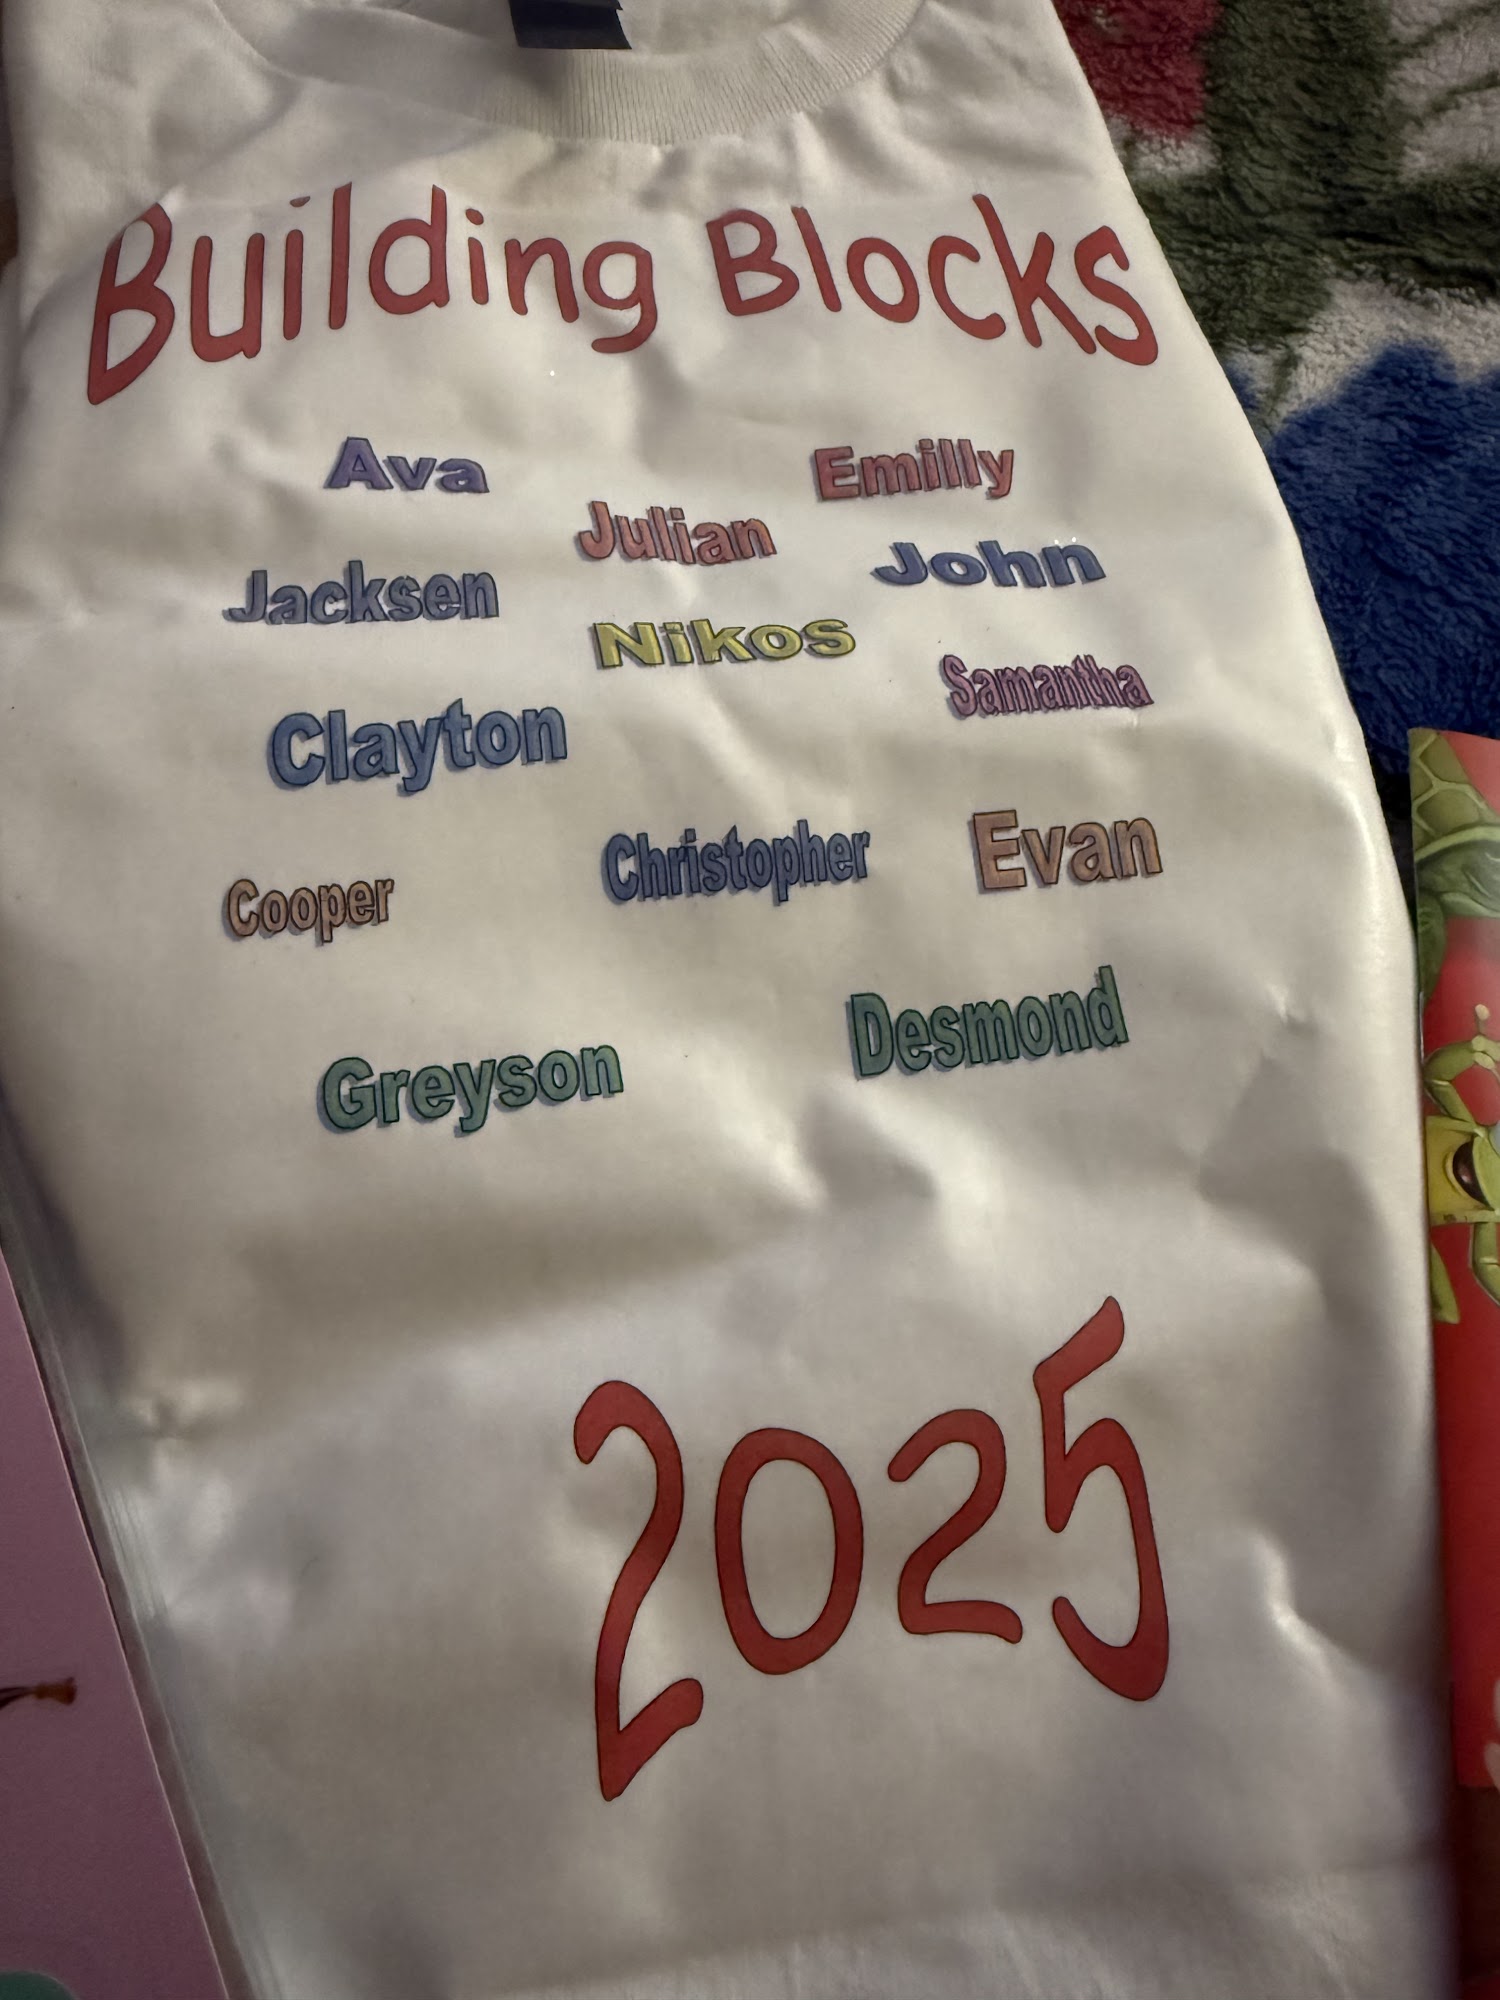 Building Blocks
Ava
Emilly
Julian
John
Jacksen
Nikos
Samantha
Clayton
Christopher
Evan
Cooper
Desmond
Greyson
2025